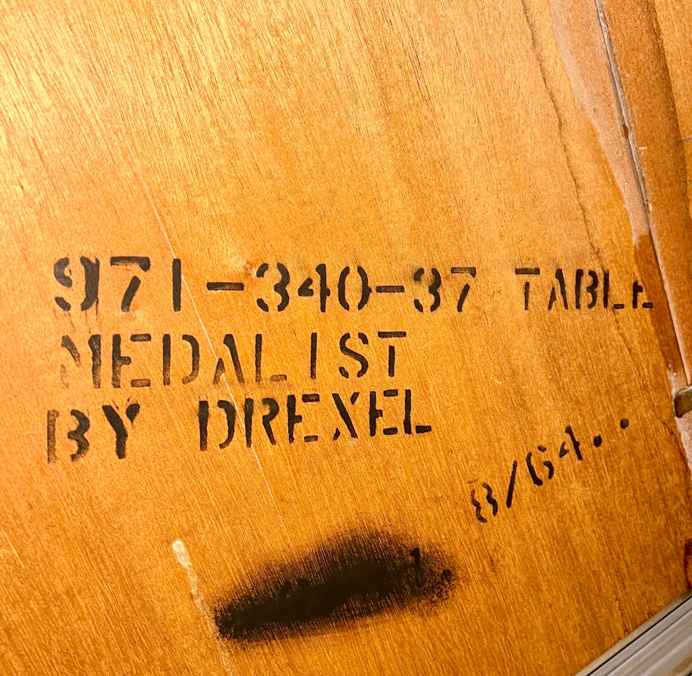 971-340-37 TABLE
MEDALIST
BY DREXEL
8/64..